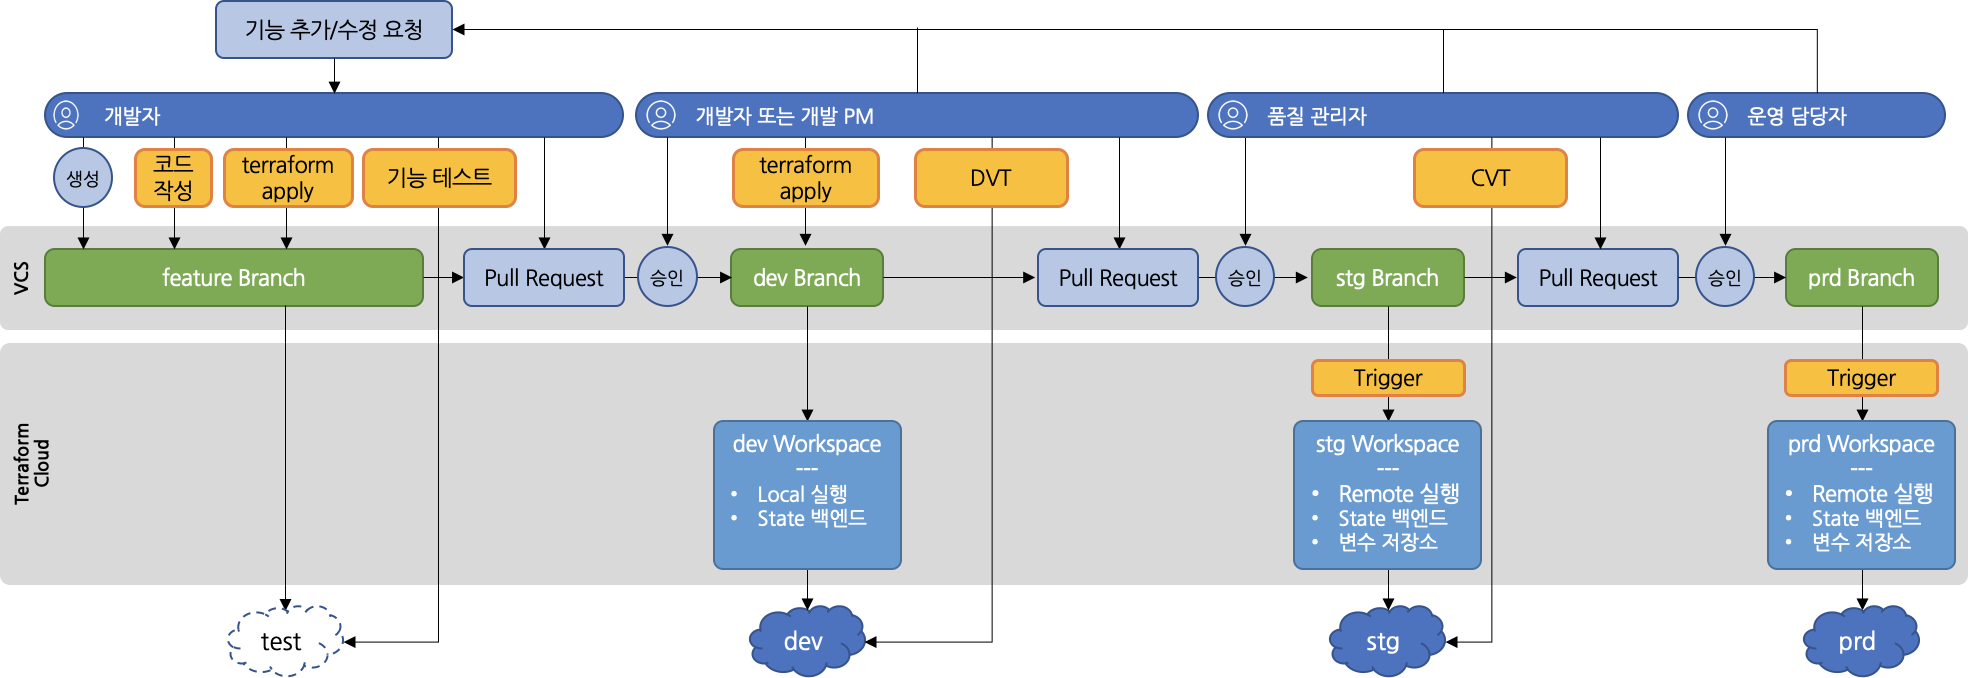 기능 추가/수정 요청
개발자
개발자 또는 개발 PM
품질 관리자
운영 담당자
생성
코드
작성
terraform
apply
기능 테스트
terraform
apply
DVT
CVT
VCS
feature Branch
Pull Request
승인
dev Branch
Pull Request
승인
stg Branch
Pull Request
승인
prd Branch
Terraform
Cloud
Trigger
Trigger
dev Workspace
---
• Local 실행
• State 백엔드
stg Workspace
---
• Remote 실행
• State 백엔드
• 변수 저장소
prd Workspace
---
• Remote 실행
• State 백엔드
• 변수 저장소
test
dev
stg
prd